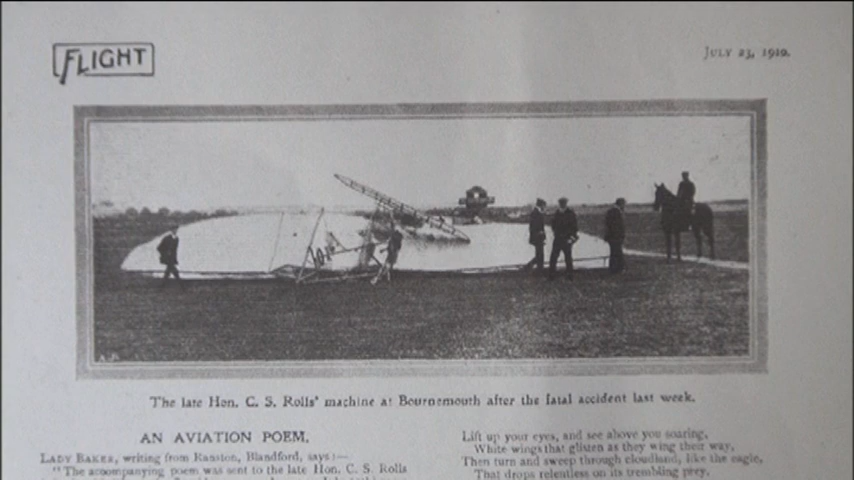 FLIGHT
JULY 23, 1910.
The late Hon. C. S. Rolls' machine at Bournemouth after the fatal accident last week.
AN AVIATION POEM.
LADY BAKER, writing from Ranston, Blandford, says:—
"The accompanying poem was sent to the late Hon. C. S. Rolls
Lift up your eyes, and see above you soaring,
White wings that glisten as they wing their way,
Then turn and sweep through cloudland, like the eagle,
That drops relentless on its trembling prey.